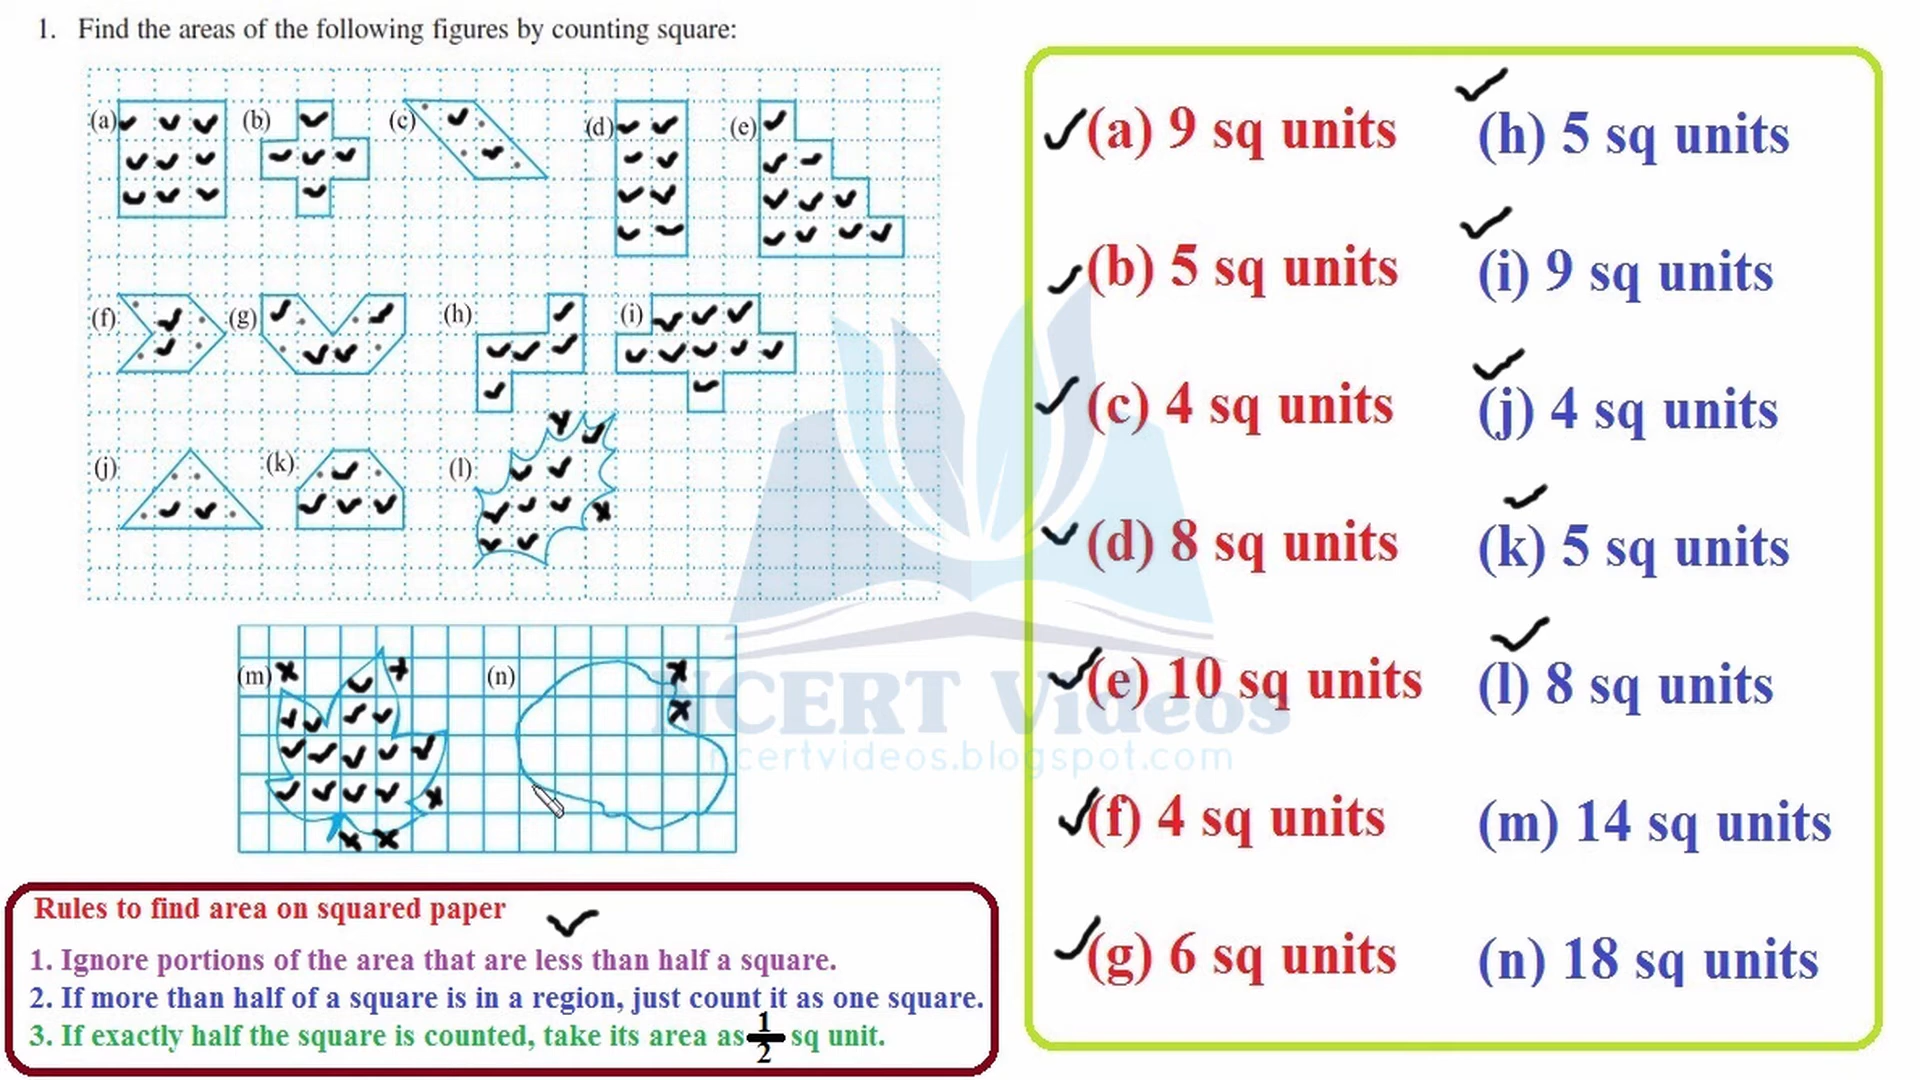 1. Find the areas of the following figures by counting square:
(a) (b) (c) (d) (e)
(f) (g) (h) (i)
(j) (k) (l)
(m) (n)
Rules to find area on squared paper
1. Ignore portions of the area that are less than half a square.
2. If more than half of a square is in a region, just count it as one square.
3. If exactly half the square is counted, take its area as 1/2 sq unit.
(a) 9 sq units
(b) 5 sq units
(c) 4 sq units
(d) 8 sq units
(e) 10 sq units
(f) 4 sq units
(g) 6 sq units
(h) 5 sq units
(i) 9 sq units
(j) 4 sq units
(k) 5 sq units
(l) 8 sq units
(m) 14 sq units
(n) 18 sq units
NCERT Videos
ncertvideos.blogspot.com